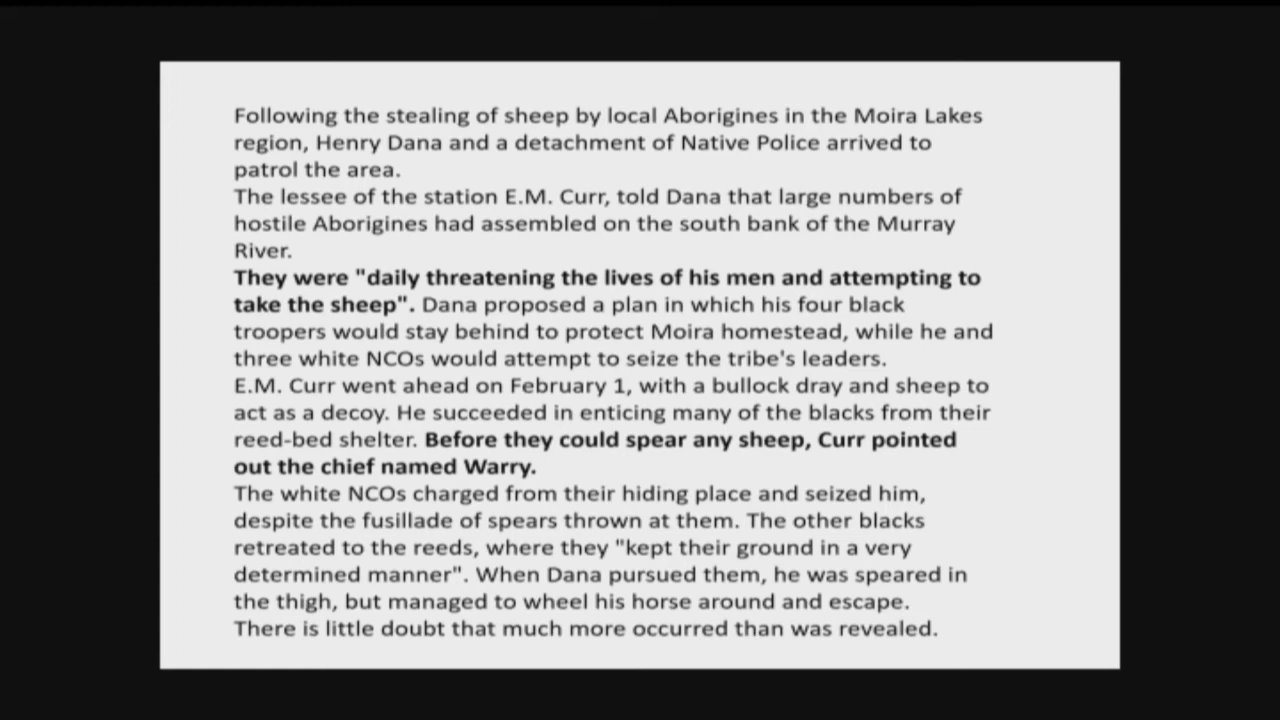 Following the stealing of sheep by local Aborigines in the Moira Lakes
region, Henry Dana and a detachment of Native Police arrived to
patrol the area.
The lessee of the station E.M. Curr, told Dana that large numbers of
hostile Aborigines had assembled on the south bank of the Murray
River.
They were "daily threatening the lives of his men and attempting to
take the sheep". Dana proposed a plan in which his four black
troopers would stay behind to protect Moira homestead, while he and
three white NCOs would attempt to seize the tribe's leaders.
E.M. Curr went ahead on February 1, with a bullock dray and sheep to
act as a decoy. He succeeded in enticing many of the blacks from their
reed-bed shelter. Before they could spear any sheep, Curr pointed
out the chief named Warry.
The white NCOs charged from their hiding place and seized him,
despite the fusillade of spears thrown at them. The other blacks
retreated to the reeds, where they "kept their ground in a very
determined manner". When Dana pursued them, he was speared in
the thigh, but managed to wheel his horse around and escape.
There is little doubt that much more occurred than was revealed.